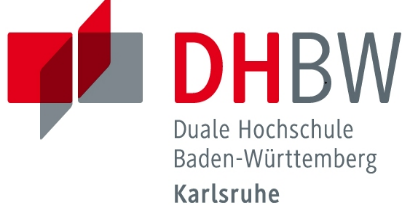 DHBW
Duale Hochschule
Baden-Württemberg
Karlsruhe